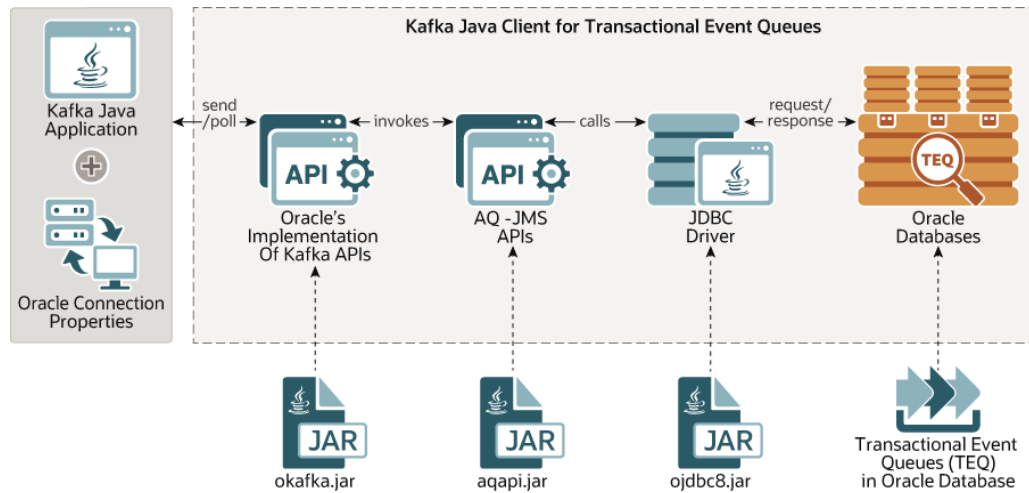 Kafka Java Client for Transactional Event Queues
Kafka Java
Application
Oracle Connection
Properties
send
/poll
invokes
calls
request/
response
API
API
TEQ
Oracle's
Implementation
Of Kafka APIs
AQ -JMS
APIs
JDBC
Driver
Oracle
Databases
JAR
okafka.jar
JAR
aqapi.jar
JAR
ojdbc8.jar
Transactional Event
Queues (TEQ)
in Oracle Database